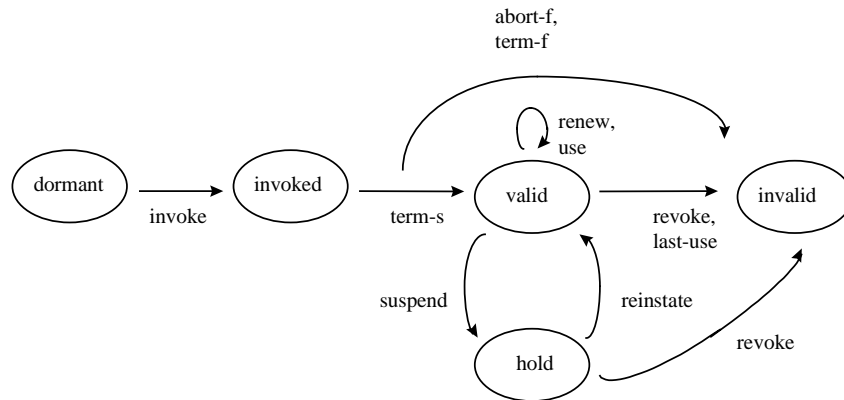 abort-f,
term-f
renew,
use
dormant
invoked
valid
invalid
invoke
term-s
revoke,
last-use
suspend
reinstate
hold
revoke